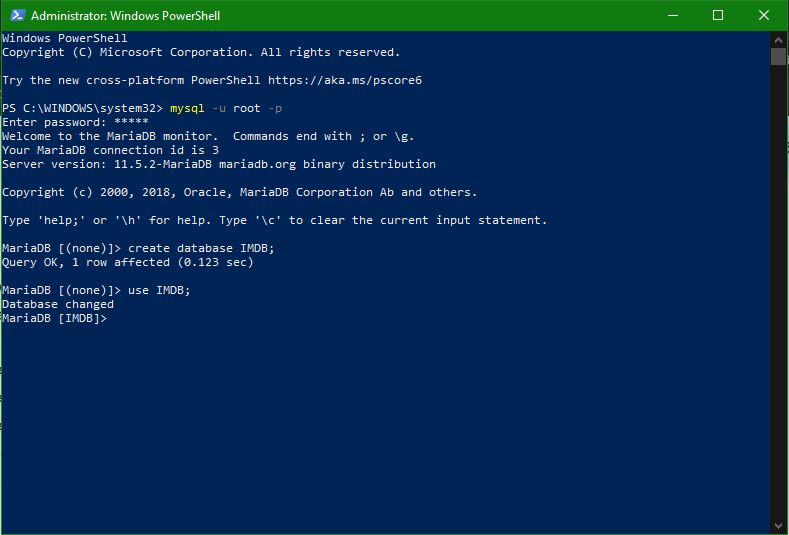 Administrator: Windows PowerShell
Windows PowerShell
Copyright (C) Microsoft Corporation. All rights reserved.
Try the new cross-platform PowerShell https://aka.ms/pscore6
PS C:\WINDOWS\system32> mysql -u root -p
Enter password: *****
Welcome to the MariaDB monitor.  Commands end with ; or \g.
Your MariaDB connection id is 3
Server version: 11.5.2-MariaDB mariadb.org binary distribution
Copyright (c) 2000, 2018, Oracle, MariaDB Corporation Ab and others.
Type 'help;' or '\h' for help. Type '\c' to clear the current input statement.
MariaDB [(none)]> create database IMDB;
Query OK, 1 row affected (0.123 sec)
MariaDB [(none)]> use IMDB;
Database changed
MariaDB [IMDB]>